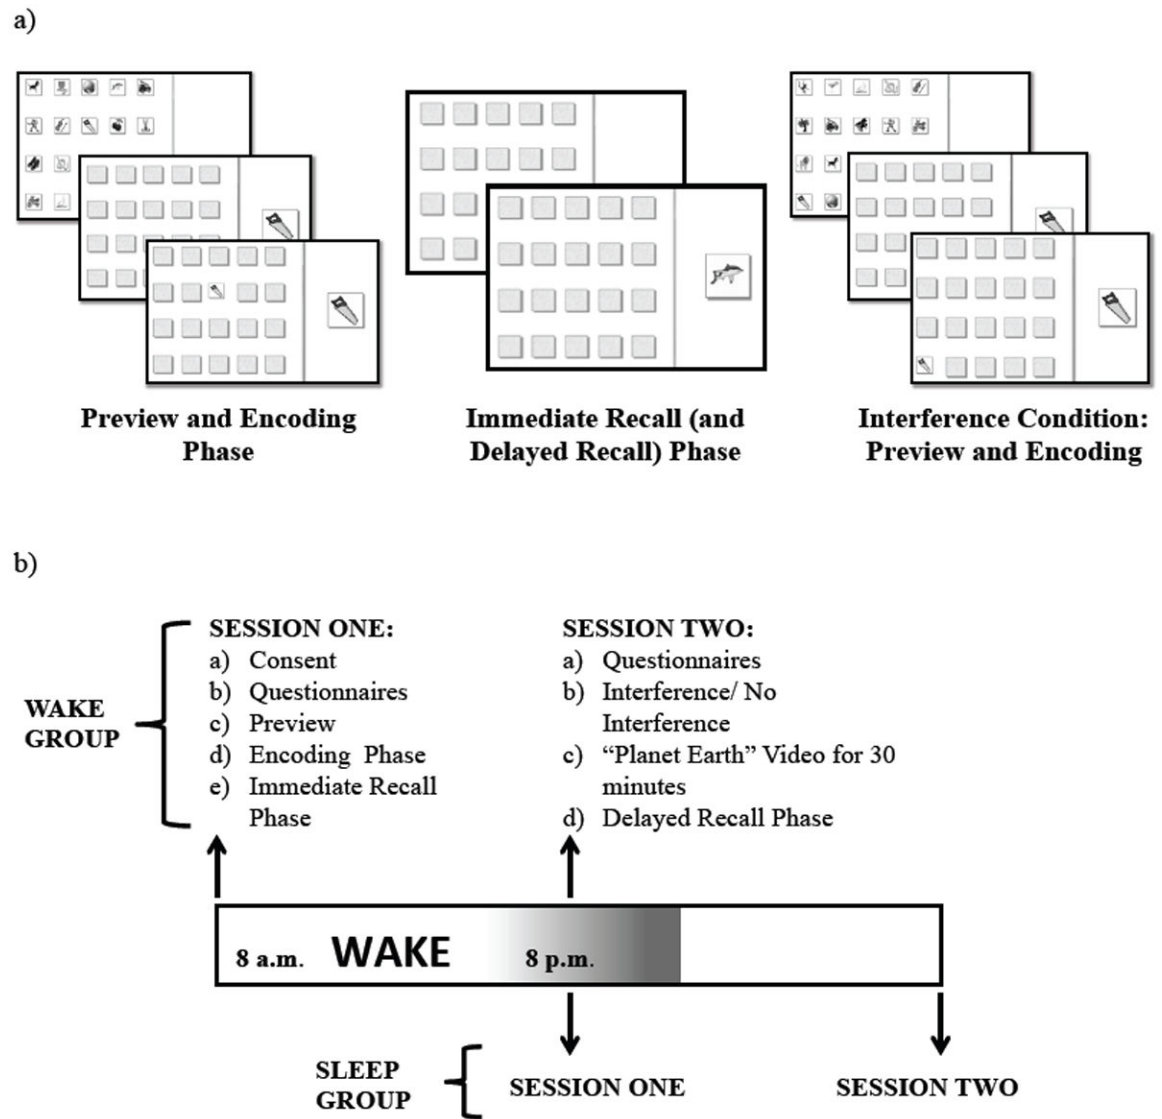 a)
Preview and Encoding
Phase
Immediate Recall (and
Delayed Recall) Phase
Interference Condition:
Preview and Encoding
b)
WAKE
GROUP
SESSION ONE:
a) Consent
b) Questionnaires
c) Preview
d) Encoding Phase
e) Immediate Recall
Phase
SESSION TWO:
a) Questionnaires
b) Interference/ No
Interference
c) “Planet Earth” Video for 30
minutes
d) Delayed Recall Phase
8 a.m. WAKE 8 p.m.
SLEEP
GROUP
SESSION ONE
SESSION TWO